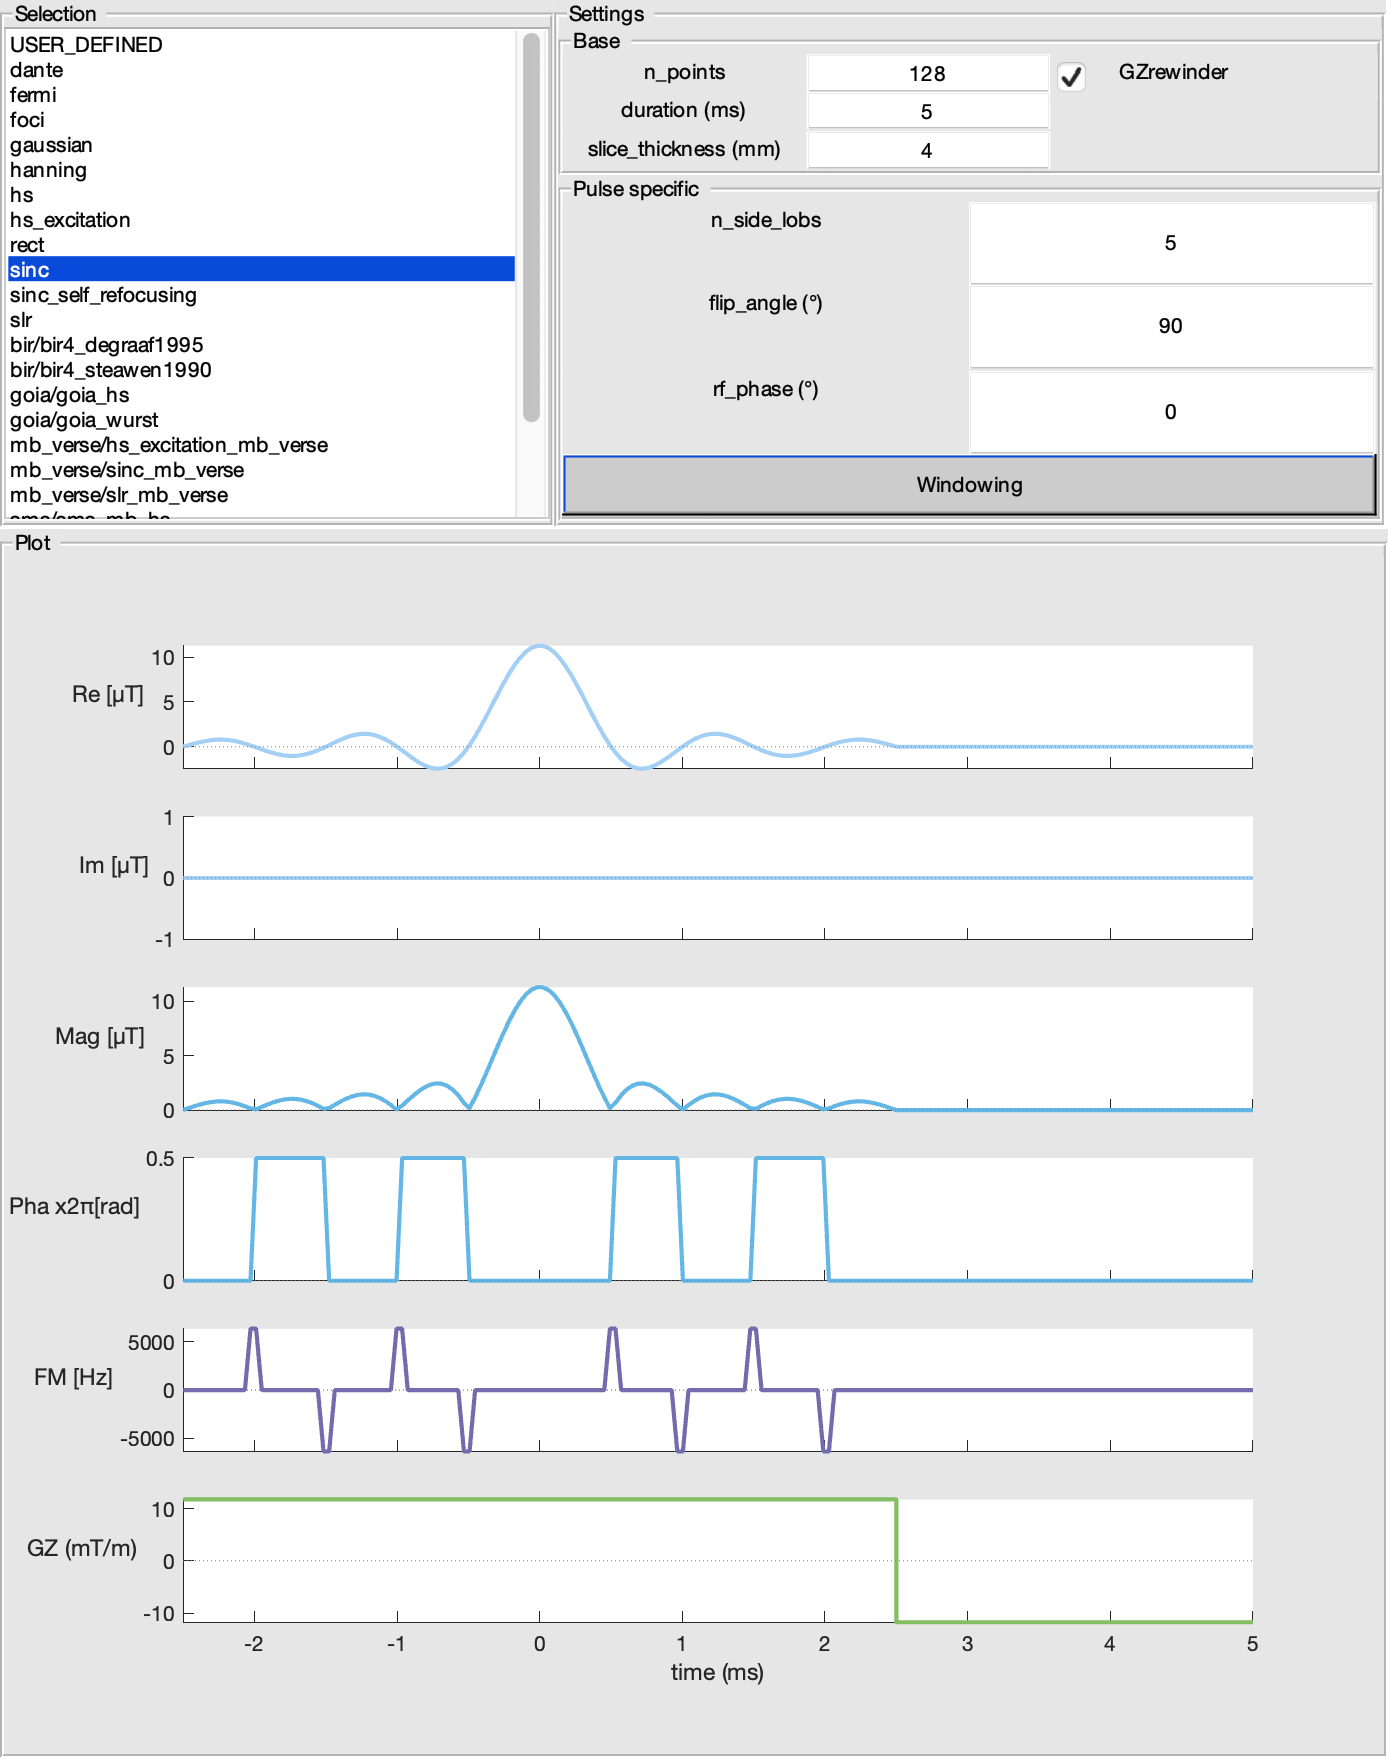 Selection
USER_DEFINED
dante
fermi
foci
gaussian
hanning
hs
hs_excitation
rect
sinc
sinc_self_refocusing
slr
bir/bir4_degraaf1995
bir/bir4_steawen1990
goia/goia_hs
goia/goia_wurst
mb_verse/hs_excitation_mb_verse
mb_verse/sinc_mb_verse
mb_verse/slr_mb_verse
Settings
Base
n_points 128 GZrewinder
duration (ms) 5
slice_thickness (mm) 4
Pulse specific
n_side_lobs 5
flip_angle (°) 90
rf_phase (°) 0
Windowing
Plot
Re [µT]
10
5
0
Im [µT]
1
0
-1
Mag [µT]
10
5
0
Pha x2π[rad]
0.5
0
FM [Hz]
5000
0
-5000
GZ (mT/m)
10
0
-10
-2 -1 0 1 2 3 4 5
time (ms)